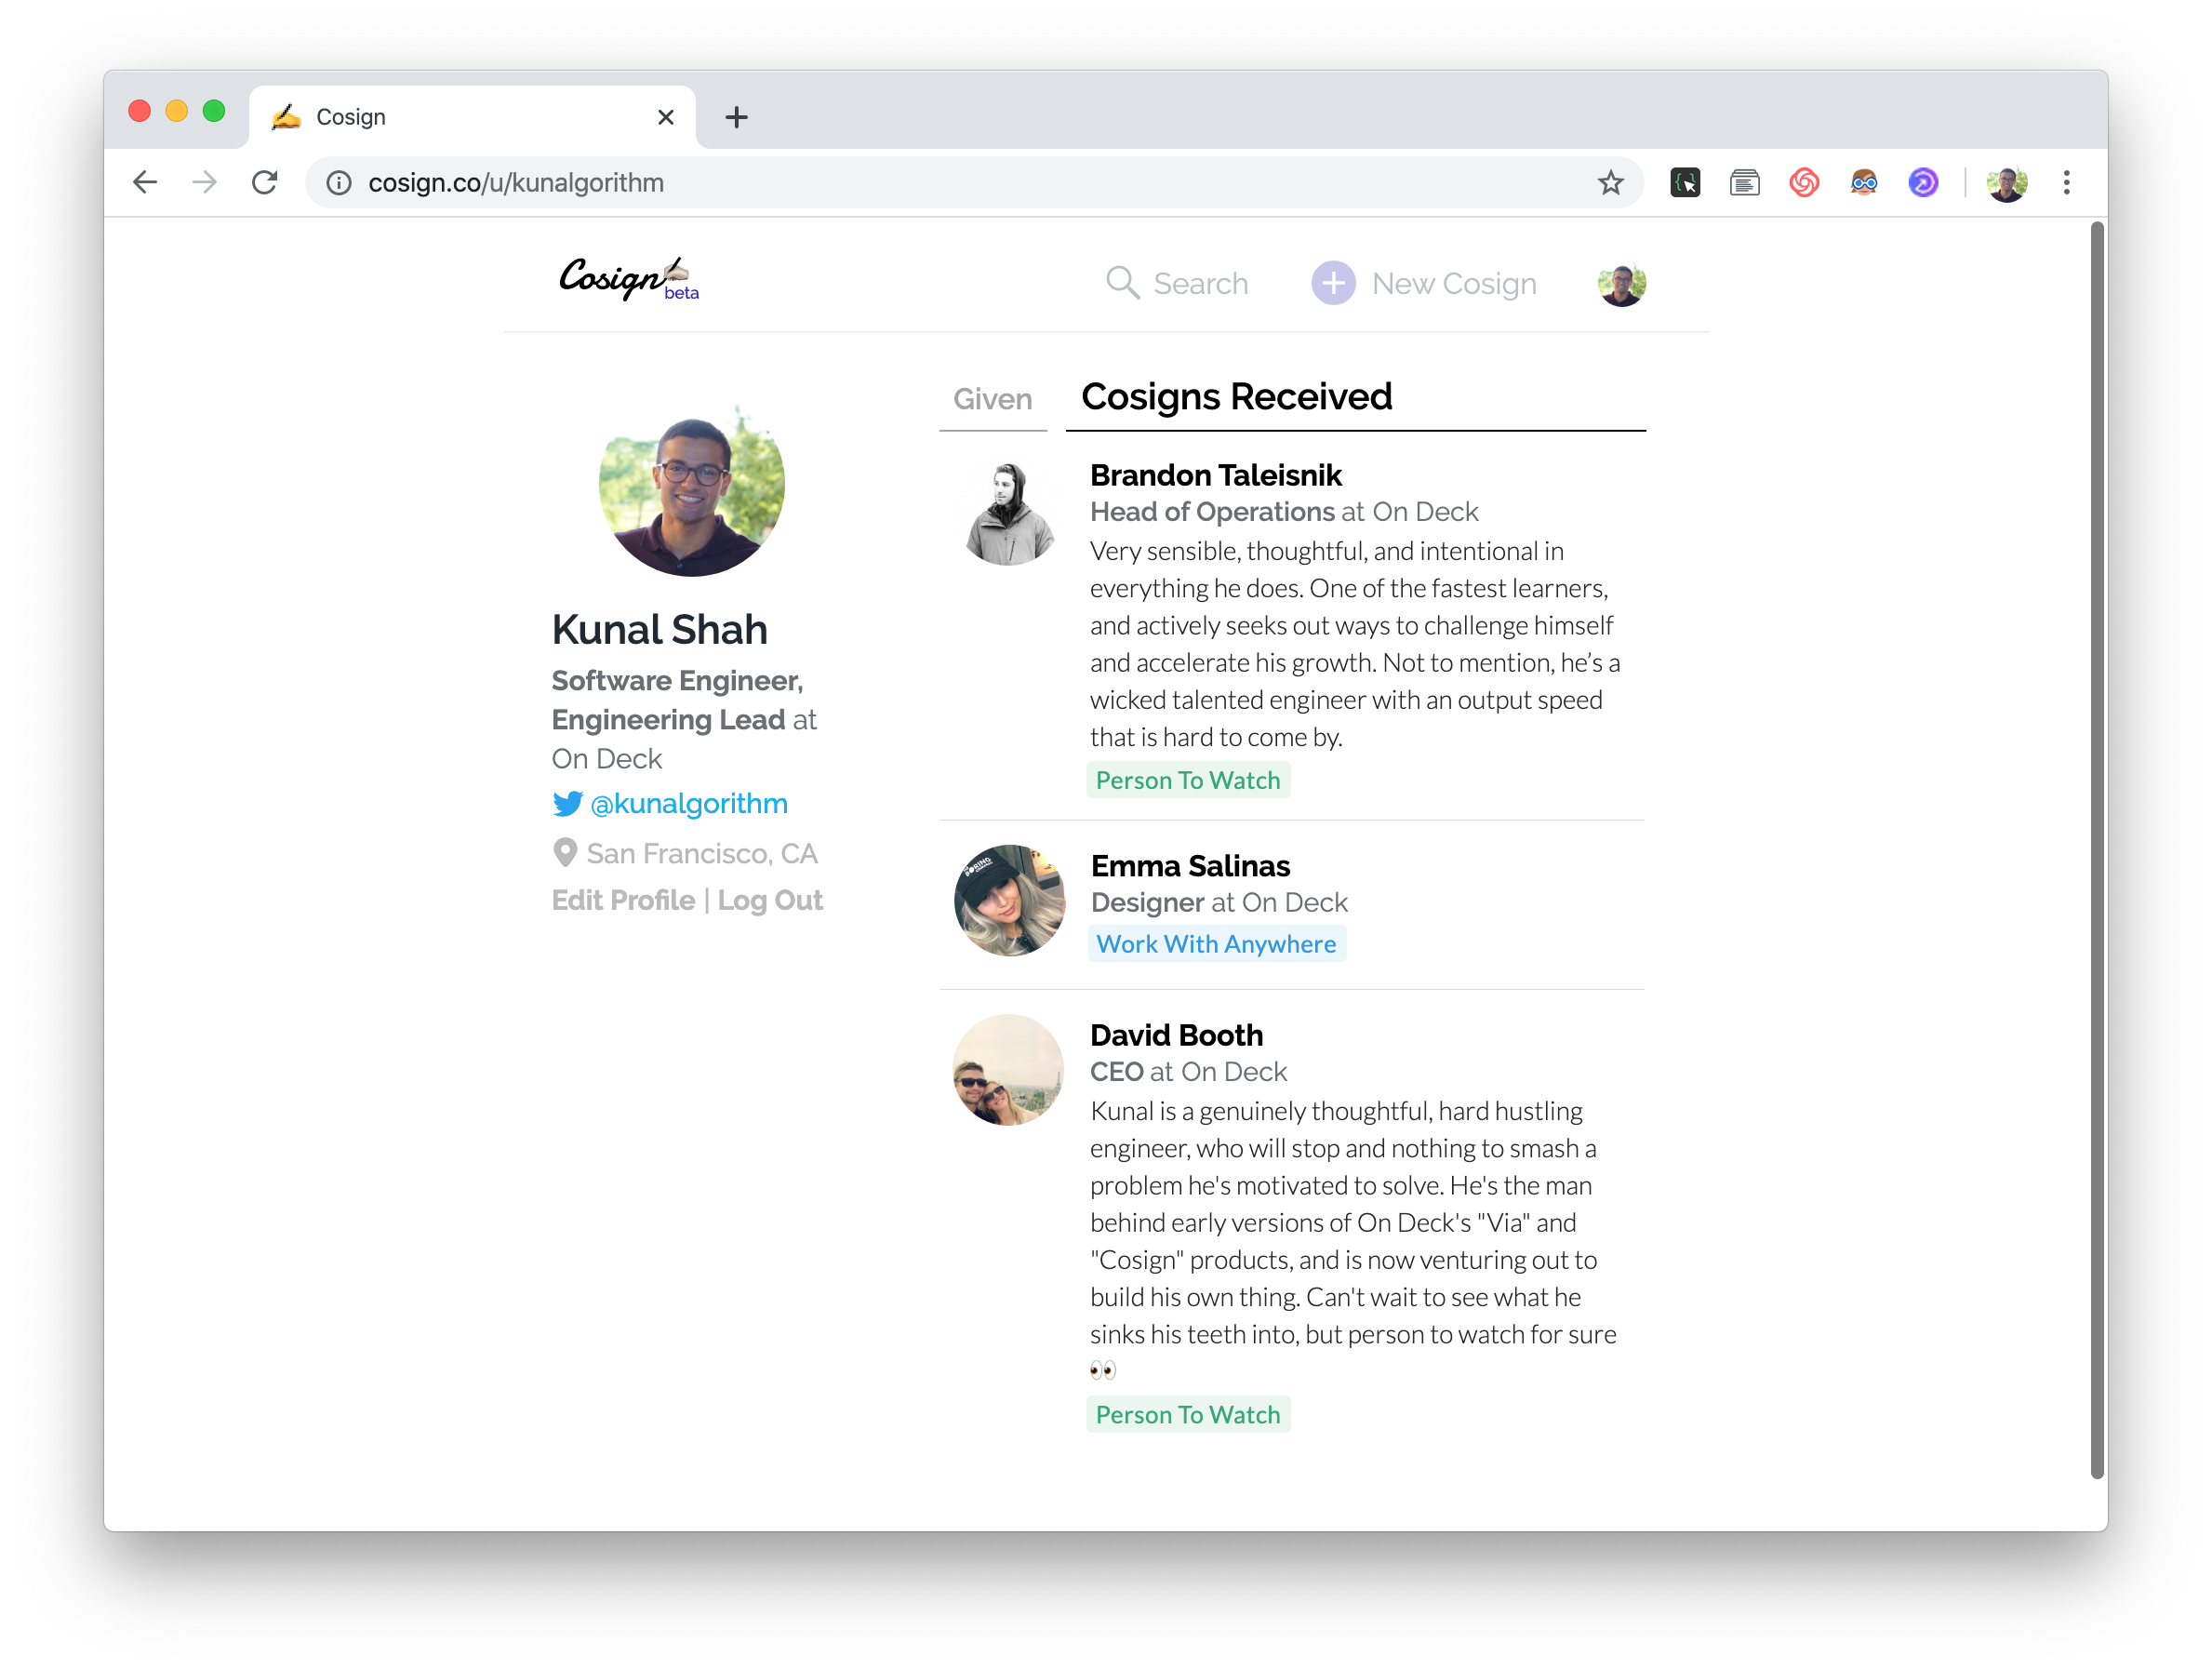 Cosign
cosign.co/u/kunalgorithm
Cosign
beta
Search
New Cosign
Kunal Shah
Software Engineer,
Engineering Lead at
On Deck
@kunalgorithm
San Francisco, CA
Edit Profile | Log Out
Given
Cosigns Received
Brandon Taleisnik
Head of Operations at On Deck
Very sensible, thoughtful, and intentional in
everything he does. One of the fastest learners,
and actively seeks out ways to challenge himself
and accelerate his growth. Not to mention, he’s a
wicked talented engineer with an output speed
that is hard to come by.
Person To Watch
BORING
Emma Salinas
Designer at On Deck
Work With Anywhere
David Booth
CEO at On Deck
Kunal is a genuinely thoughtful, hard hustling
engineer, who will stop and nothing to smash a
problem he's motivated to solve. He's the man
behind early versions of On Deck's "Via" and
"Cosign" products, and is now venturing out to
build his own thing. Can't wait to see what he
sinks his teeth into, but person to watch for sure
👀
Person To Watch